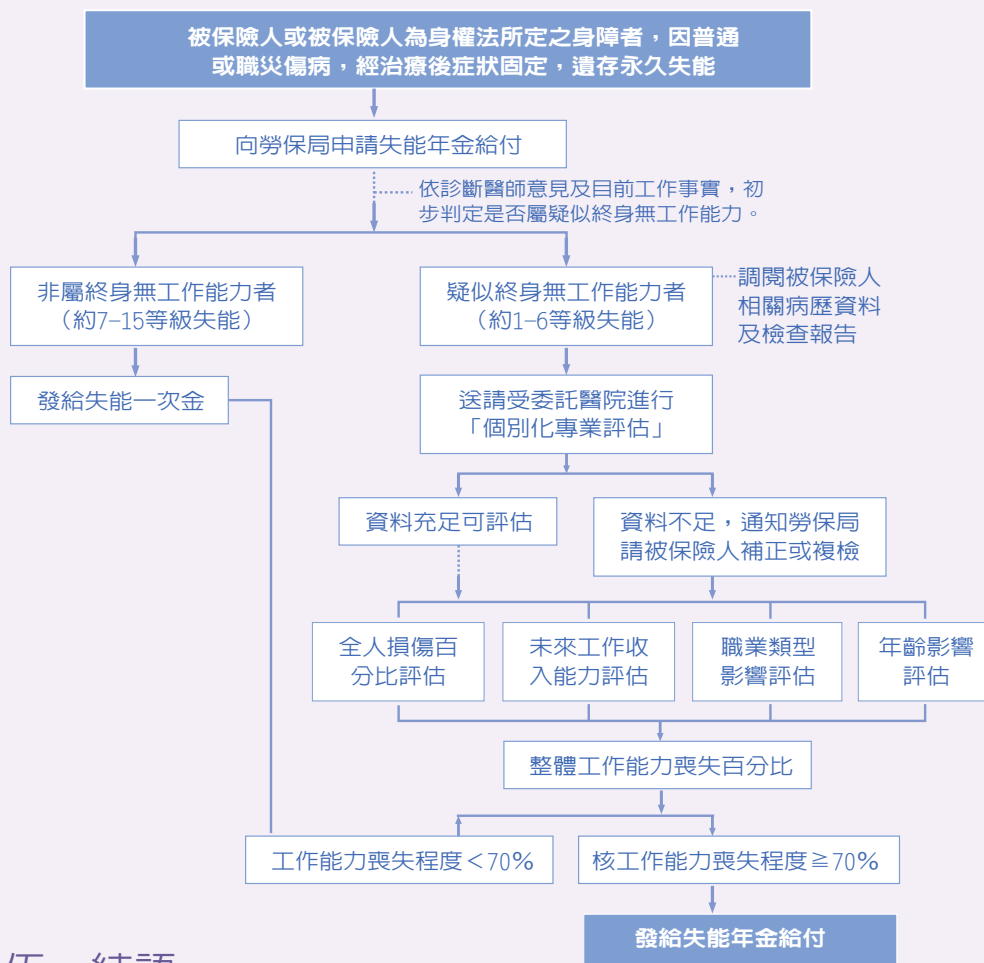 被保險人或被保險人為身權法所定之身障者，因普通
或職災傷病，經治療後症狀固定，遺存永久失能
向勞保局申請失能年金給付
依診斷醫師意見及目前工作事實，初
步判定是否屬疑似終身無工作能力。
非屬終身無工作能力者
（約7-15等級失能）
疑似終身無工作能力者
（約1-6等級失能）
調閱被保險人
相關病歷資料
及檢查報告
發給失能一次金
送請受委託醫院進行
「個別化專業評估」
資料充足可評估
資料不足，通知勞保局
請被保險人補正或複檢
全人損傷百
分比評估
未來工作收
入能力評估
職業類型
影響評估
年齡影響
評估
整體工作能力喪失百分比
工作能力喪失程度＜70%
核工作能力喪失程度≧70%
發給失能年金給付